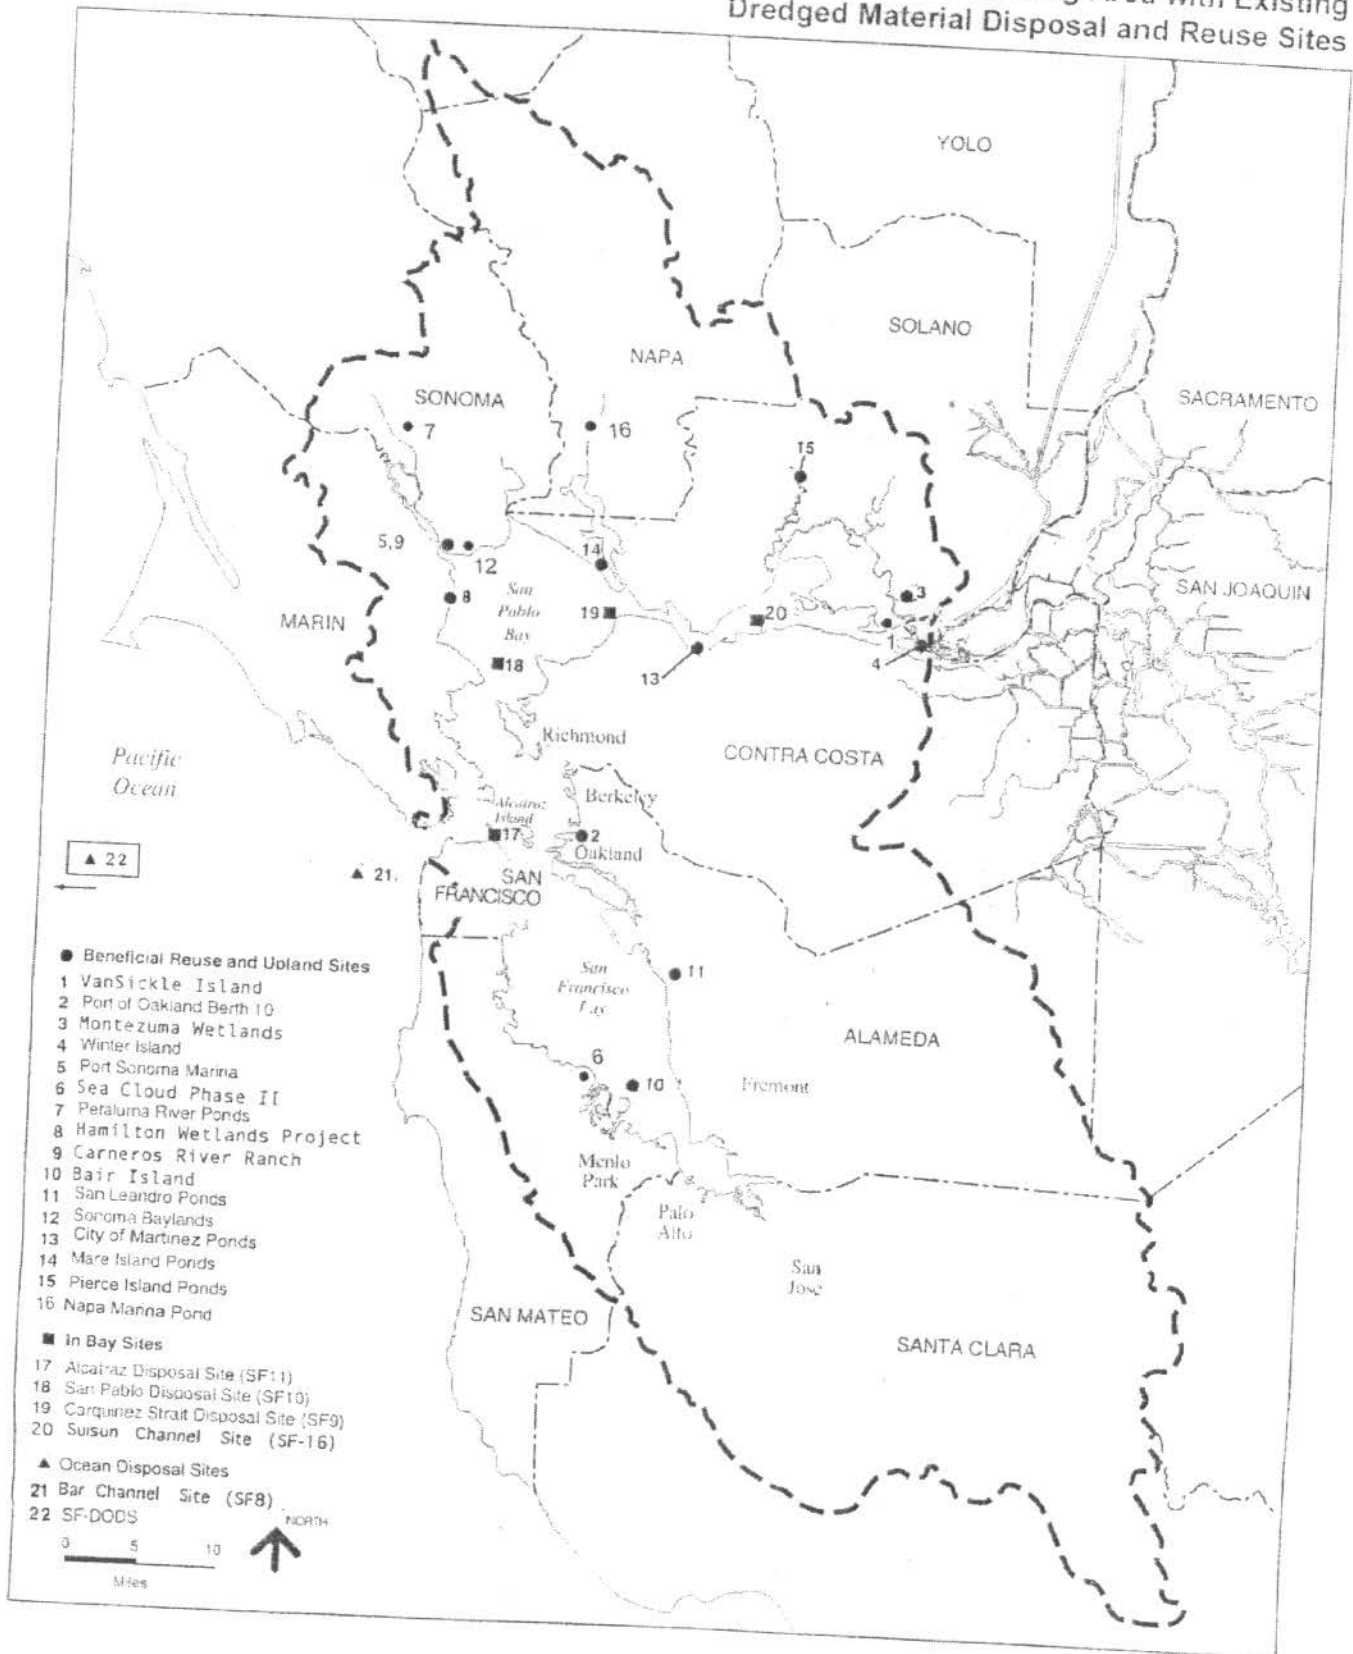 Area with Existing
Dredged Material Disposal and Reuse Sites
YOLO
SOLANO
NAPA
SACRAMENTO
SONOMA
7
16
15
5,9
12
14
San
Pablo
Bay
8
19
20
3
SAN JOAQUIN
MARIN
1
4
18
13
Richmond
CONTRA COSTA
Pacific
Ocean
Berkeley
Alcatraz
Island
17
2
Oakland
22
21.
SAN
FRANCISCO
11
San
Francisco
Bay
ALAMEDA
6
10
Fremont
Menlo
Park
Palo
Alto
San
Jose
SAN MATEO
SANTA CLARA
● Beneficial Reuse and Upland Sites
1 VanSickle Island
2 Port of Oakland Berth 10
3 Montezuma Wetlands
4 Winter Island
5 Port Sonoma Marina
6 Sea Cloud Phase II
7 Petaluma River Ponds
8 Hamilton Wetlands Project
9 Carneros River Ranch
10 Bair Island
11 San Leandro Ponds
12 Sonoma Baylands
13 City of Martinez Ponds
14 Mare Island Ponds
15 Pierce Island Ponds
16 Napa Marina Pond
■ In Bay Sites
17 Alcatraz Disposal Site (SF11)
18 San Pablo Disposal Site (SF10)
19 Carquinez Strait Disposal Site (SF9)
20 Suisun Channel Site (SF-16)
▲ Ocean Disposal Sites
21 Bar Channel Site (SF8)
22 SF-DODS
NORTH
0 5 10
Miles